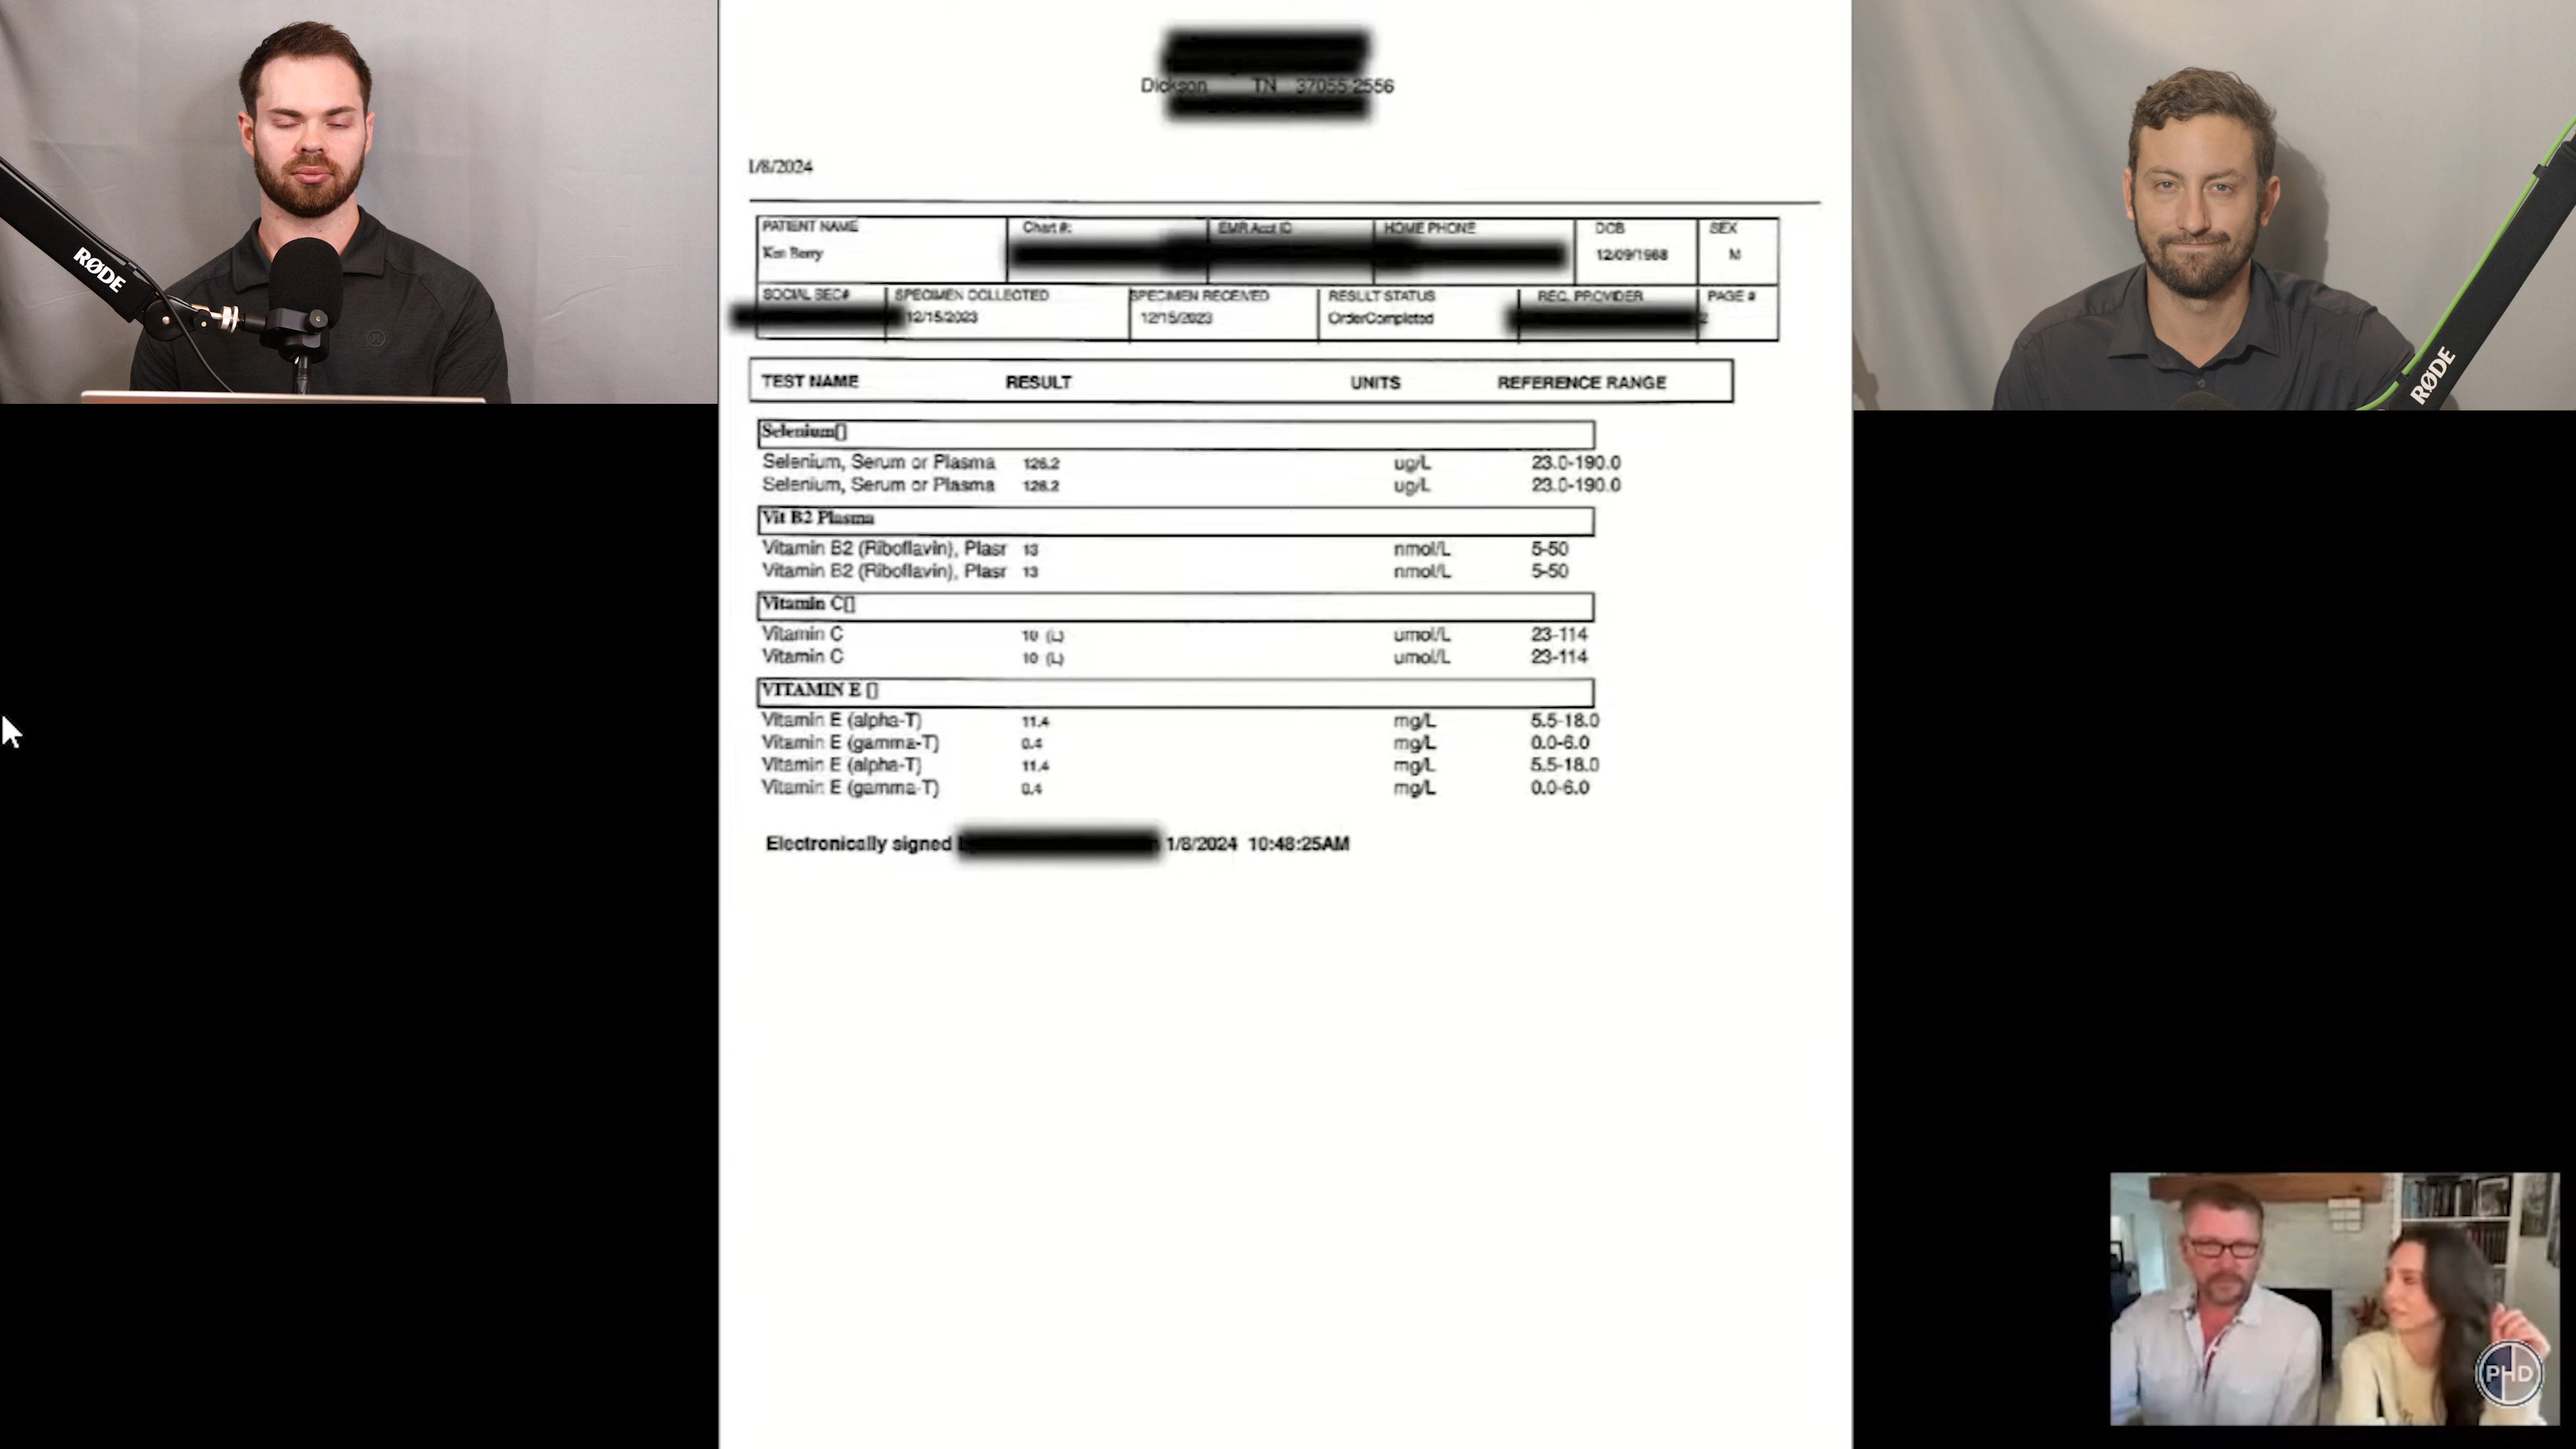 RØDE
RØDE
Dickson TN 37055-2556
1/8/2024
PATIENT NAME Chart #: EMR Acct ID HOME PHONE DOB SEX
Ken Berry 12/09/1968 M
SOCIAL SEC# SPECIMEN COLLECTED SPECIMEN RECEIVED RESULT STATUS REQ. PROVIDER PAGE #
12/15/2023 12/15/2023 OrderCompleted 2
TEST NAME RESULT UNITS REFERENCE RANGE
Selenium[]
Selenium, Serum or Plasma 126.2 ug/L 23.0-190.0
Selenium, Serum or Plasma 126.2 ug/L 23.0-190.0
Vit B2 Plasma
Vitamin B2 (Riboflavin), Plasr 13 nmol/L 5-50
Vitamin B2 (Riboflavin), Plasr 13 nmol/L 5-50
Vitamin C[]
Vitamin C 10 (L) umol/L 23-114
Vitamin C 10 (L) umol/L 23-114
VITAMIN E []
Vitamin E (alpha-T) 11.4 mg/L 5.5-18.0
Vitamin E (gamma-T) 0.4 mg/L 0.0-6.0
Vitamin E (alpha-T) 11.4 mg/L 5.5-18.0
Vitamin E (gamma-T) 0.4 mg/L 0.0-6.0
Electronically signed 1/8/2024 10:48:25AM
PHD